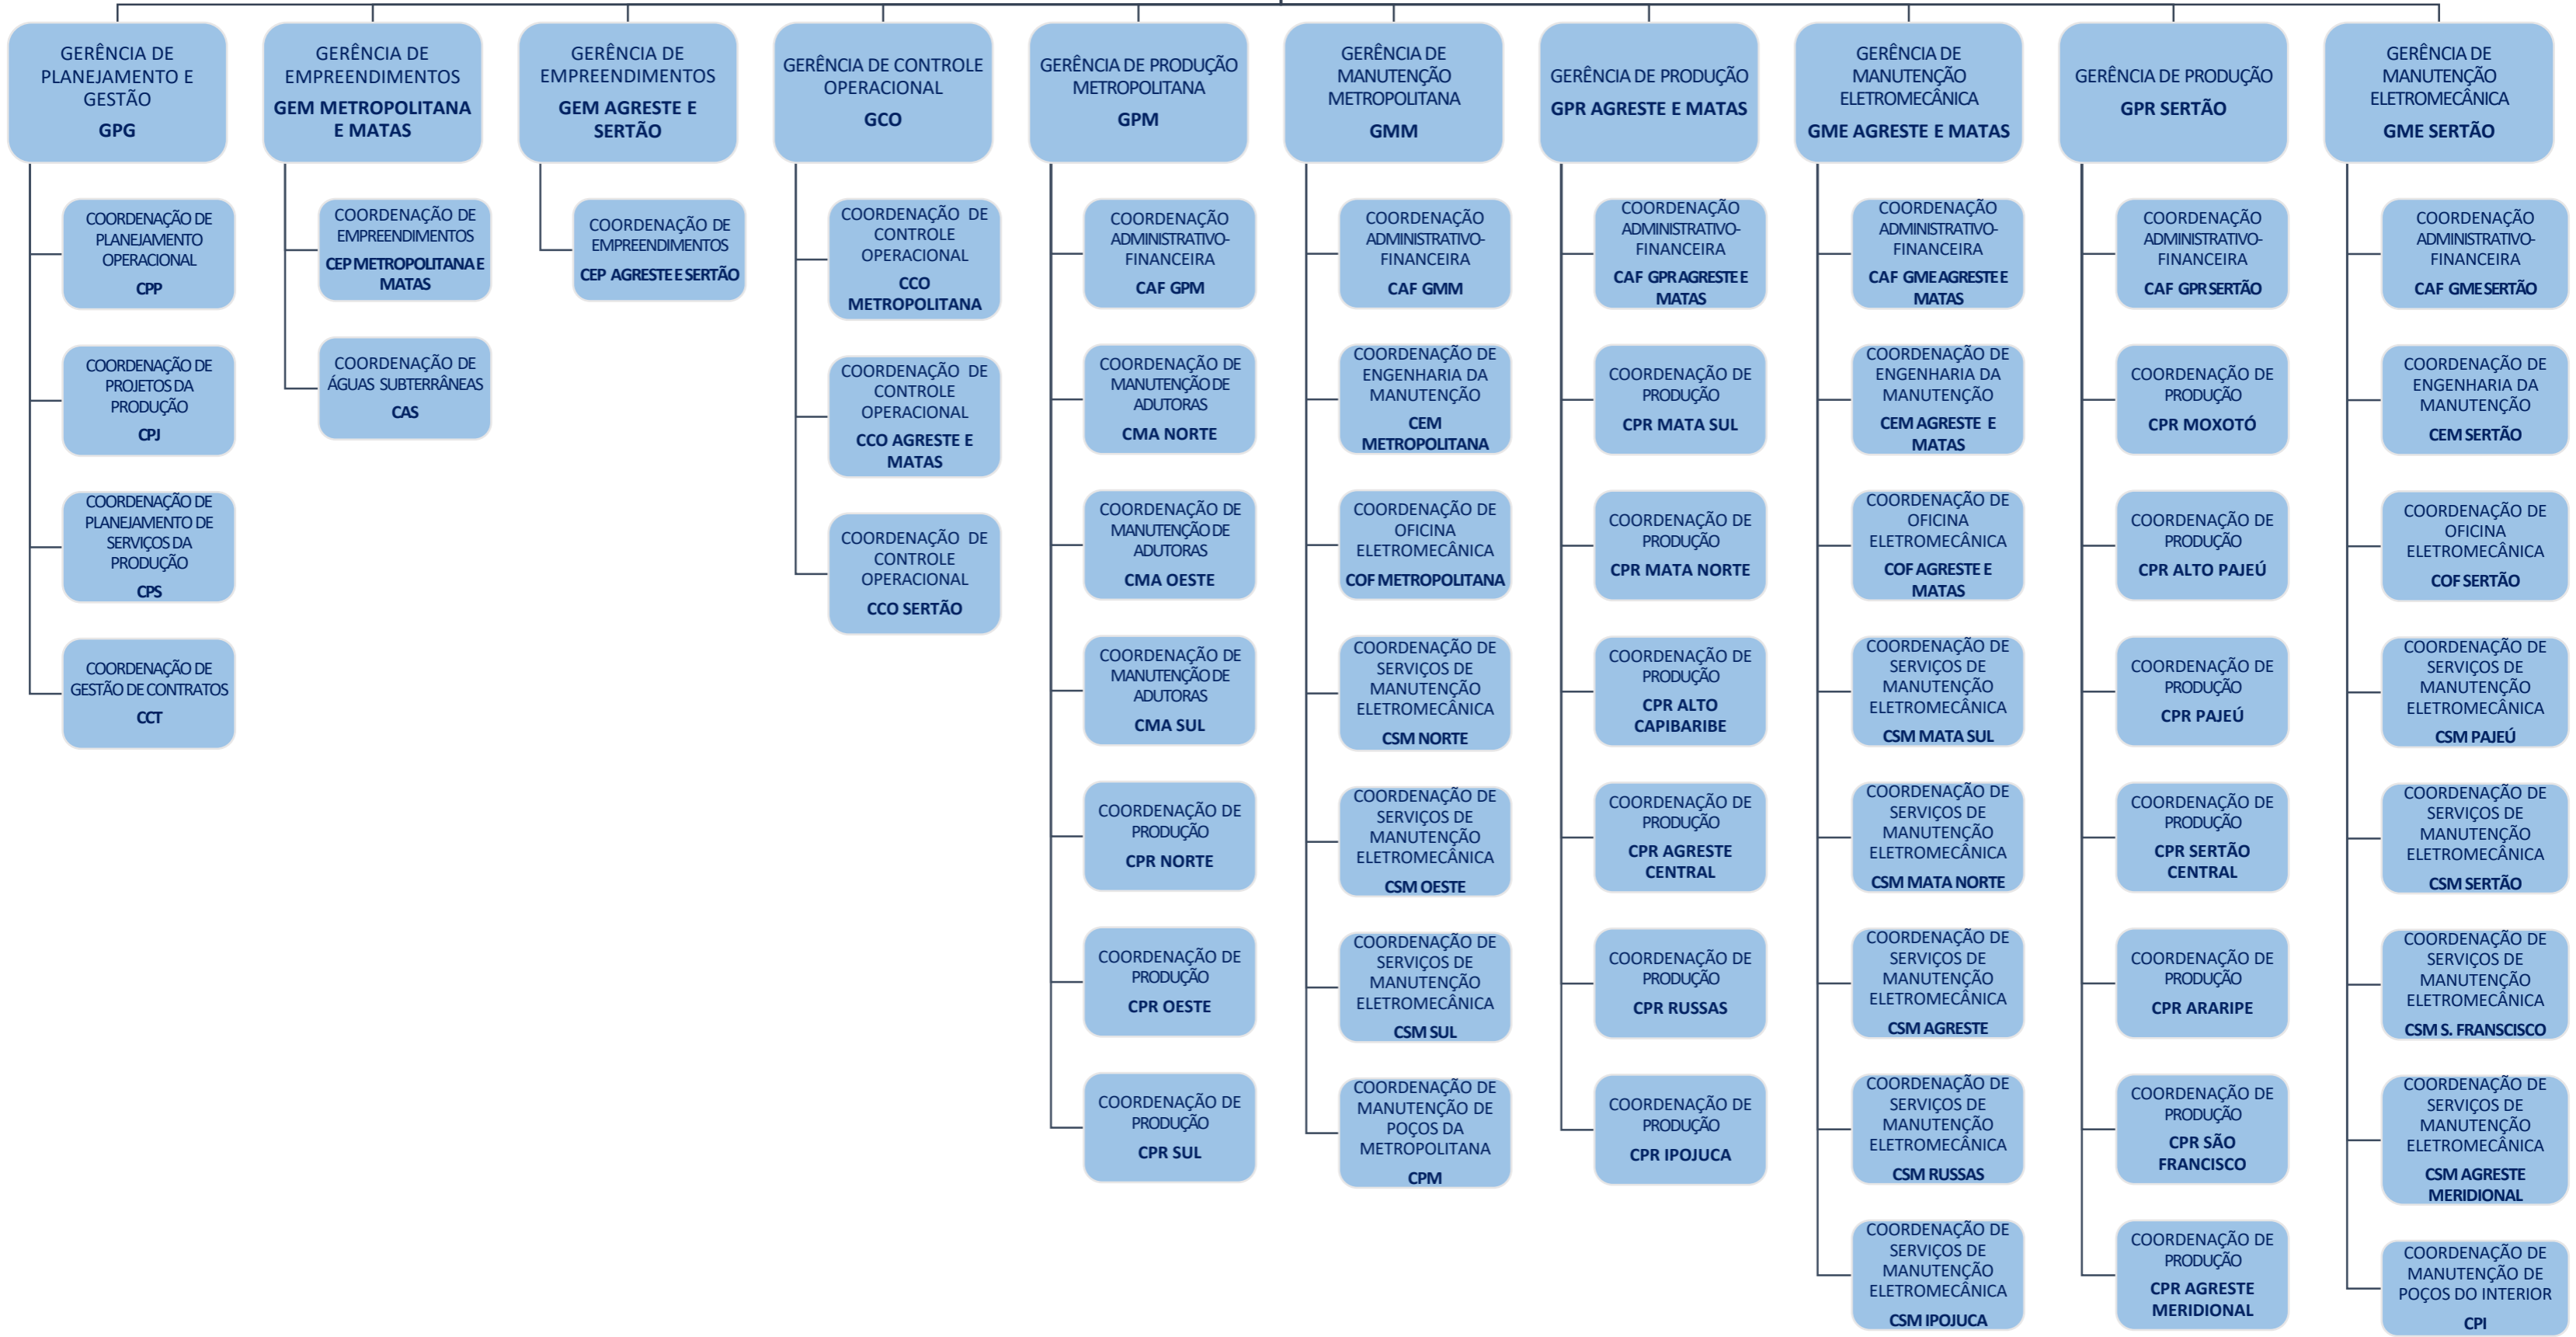 GERÊNCIA DE
PLANEJAMENTO E
GESTÃO
GPG
COORDENAÇÃO DE
PLANEJAMENTO
OPERACIONAL
CPP
COORDENAÇÃO DE
PROJETOS DA
PRODUÇÃO
CPJ
COORDENAÇÃO DE
PLANEJAMENTO DE
SERVIÇOS DA
PRODUÇÃO
CPS
COORDENAÇÃO DE
GESTÃO DE CONTRATOS
CCT
GERÊNCIA DE
EMPREENDIMENTOS
GEM METROPOLITANA
E MATAS
COORDENAÇÃO DE
EMPREENDIMENTOS
CEP METROPOLITANA E
MATAS
COORDENAÇÃO DE
ÁGUAS SUBTERRÂNEAS
CAS
GERÊNCIA DE
EMPREENDIMENTOS
GEM AGRESTE E
SERTÃO
COORDENAÇÃO DE
EMPREENDIMENTOS
CEP AGRESTE E SERTÃO
GERÊNCIA DE CONTROLE
OPERACIONAL
GCO
COORDENAÇÃO DE
CONTROLE
OPERACIONAL
CCO
METROPOLITANA
COORDENAÇÃO DE
CONTROLE
OPERACIONAL
CCO AGRESTE E
MATAS
COORDENAÇÃO DE
CONTROLE
OPERACIONAL
CCO SERTÃO
GERÊNCIA DE PRODUÇÃO
METROPOLITANA
GPM
COORDENAÇÃO
ADMINISTRATIVO-
FINANCEIRA
CAF GPM
COORDENAÇÃO DE
MANUTENÇÃO DE
ADUTORAS
CMA NORTE
COORDENAÇÃO DE
MANUTENÇÃO DE
ADUTORAS
CMA OESTE
COORDENAÇÃO DE
MANUTENÇÃO DE
ADUTORAS
CMA SUL
COORDENAÇÃO DE
PRODUÇÃO
CPR NORTE
COORDENAÇÃO DE
PRODUÇÃO
CPR OESTE
COORDENAÇÃO DE
PRODUÇÃO
CPR SUL
GERÊNCIA DE
MANUTENÇÃO
METROPOLITANA
GMM
COORDENAÇÃO
ADMINISTRATIVO-
FINANCEIRA
CAF GMM
COORDENAÇÃO DE
ENGENHARIA DA
MANUTENÇÃO
CEM
METROPOLITANA
COORDENAÇÃO DE
OFICINA
ELETROMECÂNICA
COF METROPOLITANA
COORDENAÇÃO DE
SERVIÇOS DE
MANUTENÇÃO
ELETROMECÂNICA
CSM NORTE
COORDENAÇÃO DE
SERVIÇOS DE
MANUTENÇÃO
ELETROMECÂNICA
CSM OESTE
COORDENAÇÃO DE
SERVIÇOS DE
MANUTENÇÃO
ELETROMECÂNICA
CSM SUL
COORDENAÇÃO DE
MANUTENÇÃO DE
POÇOS DA
METROPOLITANA
CPM
GERÊNCIA DE PRODUÇÃO
GPR AGRESTE E MATAS
COORDENAÇÃO
ADMINISTRATIVO-
FINANCEIRA
CAF GPR AGRESTE E
MATAS
COORDENAÇÃO DE
PRODUÇÃO
CPR MATA SUL
COORDENAÇÃO DE
PRODUÇÃO
CPR MATA NORTE
COORDENAÇÃO DE
PRODUÇÃO
CPR ALTO
CAPIBARIBE
COORDENAÇÃO DE
PRODUÇÃO
CPR AGRESTE
CENTRAL
COORDENAÇÃO DE
PRODUÇÃO
CPR RUSSAS
COORDENAÇÃO DE
PRODUÇÃO
CPR IPOJUCA
GERÊNCIA DE
MANUTENÇÃO
ELETROMECÂNICA
GME AGRESTE E MATAS
COORDENAÇÃO
ADMINISTRATIVO-
FINANCEIRA
CAF GME AGRESTE E
MATAS
COORDENAÇÃO DE
ENGENHARIA DA
MANUTENÇÃO
CEM AGRESTE E
MATAS
COORDENAÇÃO DE
OFICINA
ELETROMECÂNICA
COF AGRESTE E
MATAS
COORDENAÇÃO DE
SERVIÇOS DE
MANUTENÇÃO
ELETROMECÂNICA
CSM MATA SUL
COORDENAÇÃO DE
SERVIÇOS DE
MANUTENÇÃO
ELETROMECÂNICA
CSM MATA NORTE
COORDENAÇÃO DE
SERVIÇOS DE
MANUTENÇÃO
ELETROMECÂNICA
CSM AGRESTE
COORDENAÇÃO DE
SERVIÇOS DE
MANUTENÇÃO
ELETROMECÂNICA
CSM RUSSAS
COORDENAÇÃO DE
SERVIÇOS DE
MANUTENÇÃO
ELETROMECÂNICA
CSM IPOJUCA
GERÊNCIA DE PRODUÇÃO
GPR SERTÃO
COORDENAÇÃO
ADMINISTRATIVO-
FINANCEIRA
CAF GPR SERTÃO
COORDENAÇÃO DE
PRODUÇÃO
CPR MOXOTÓ
COORDENAÇÃO DE
PRODUÇÃO
CPR ALTO PAJEÚ
COORDENAÇÃO DE
PRODUÇÃO
CPR PAJEÚ
COORDENAÇÃO DE
PRODUÇÃO
CPR SERTÃO
CENTRAL
COORDENAÇÃO DE
PRODUÇÃO
CPR ARARIPE
COORDENAÇÃO DE
PRODUÇÃO
CPR SÃO
FRANCISCO
COORDENAÇÃO DE
PRODUÇÃO
CPR AGRESTE
MERIDIONAL
GERÊNCIA DE
MANUTENÇÃO
ELETROMECÂNICA
GME SERTÃO
COORDENAÇÃO
ADMINISTRATIVO-
FINANCEIRA
CAF GME SERTÃO
COORDENAÇÃO DE
ENGENHARIA DA
MANUTENÇÃO
CEM SERTÃO
COORDENAÇÃO DE
OFICINA
ELETROMECÂNICA
COF SERTÃO
COORDENAÇÃO DE
SERVIÇOS DE
MANUTENÇÃO
ELETROMECÂNICA
CSM PAJEÚ
COORDENAÇÃO DE
SERVIÇOS DE
MANUTENÇÃO
ELETROMECÂNICA
CSM SERTÃO
COORDENAÇÃO DE
SERVIÇOS DE
MANUTENÇÃO
ELETROMECÂNICA
CSM S. FRANSCISCO
COORDENAÇÃO DE
SERVIÇOS DE
MANUTENÇÃO
ELETROMECÂNICA
CSM AGRESTE
MERIDIONAL
COORDENAÇÃO DE
MANUTENÇÃO DE
POÇOS DO INTERIOR
CPI